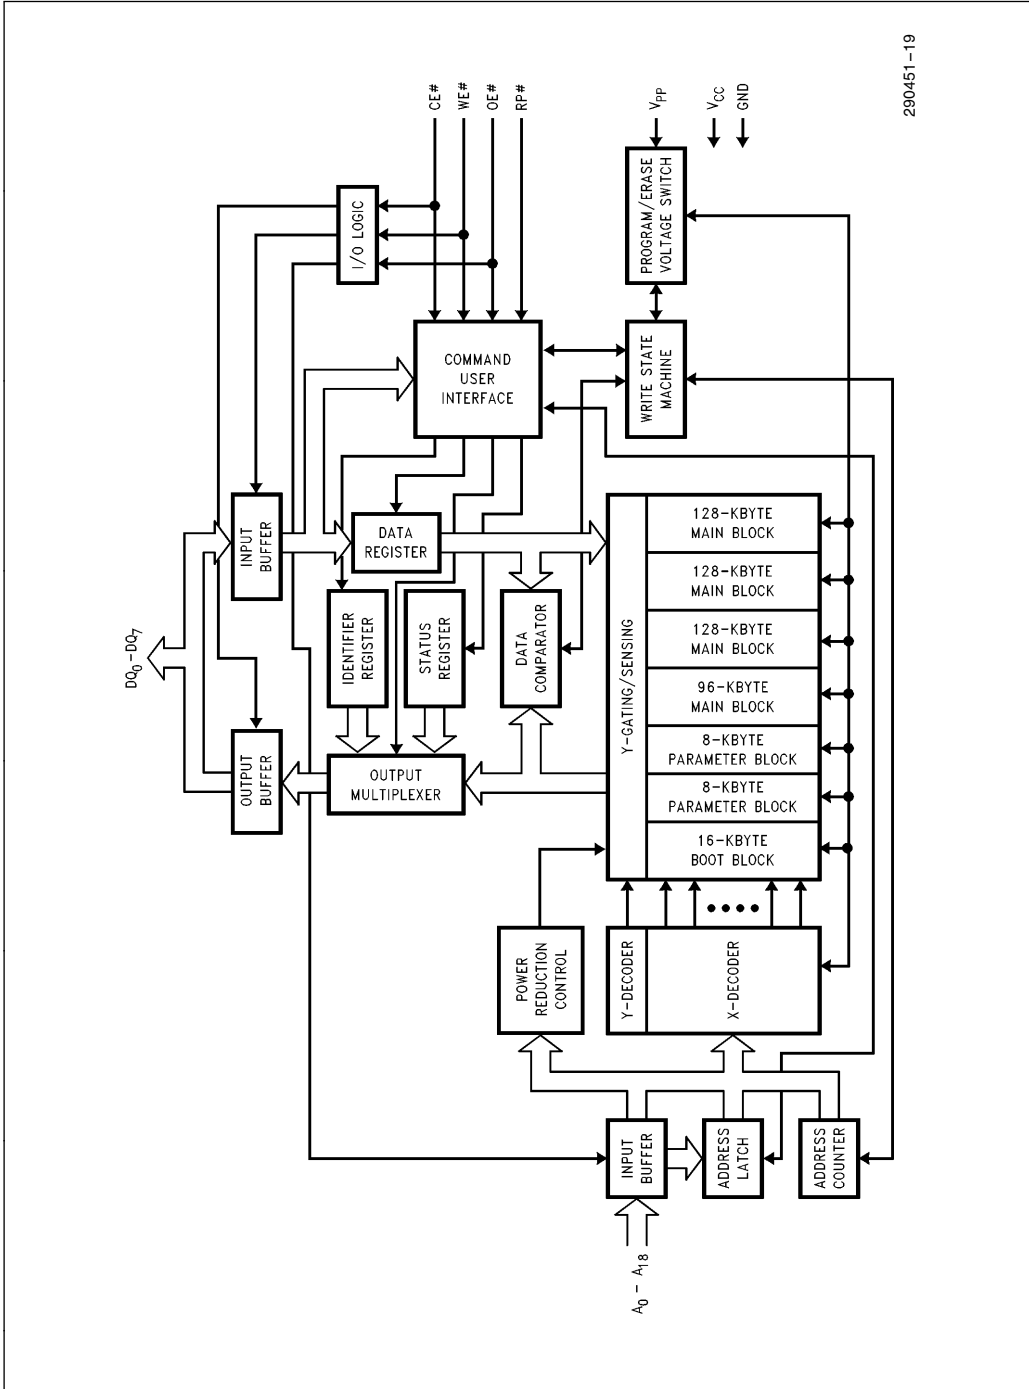 290451-19
CE#
WE#
OE#
RP#
VPP
VCC
GND
I/O LOGIC
PROGRAM/ERASE
VOLTAGE SWITCH
COMMAND
USER
INTERFACE
WRITE STATE
MACHINE
INPUT
BUFFER
DATA
REGISTER
128-KBYTE
MAIN BLOCK
128-KBYTE
MAIN BLOCK
128-KBYTE
MAIN BLOCK
96-KBYTE
MAIN BLOCK
8-KBYTE
PARAMETER BLOCK
8-KBYTE
PARAMETER BLOCK
16-KBYTE
BOOT BLOCK
Y-GATING/SENSING
IDENTIFIER
REGISTER
STATUS
REGISTER
DATA
COMPARATOR
DQ0-DQ7
OUTPUT
BUFFER
OUTPUT
MULTIPLEXER
POWER
REDUCTION
CONTROL
Y-DECODER
X-DECODER
INPUT
BUFFER
ADDRESS
LATCH
ADDRESS
COUNTER
A0 - A18